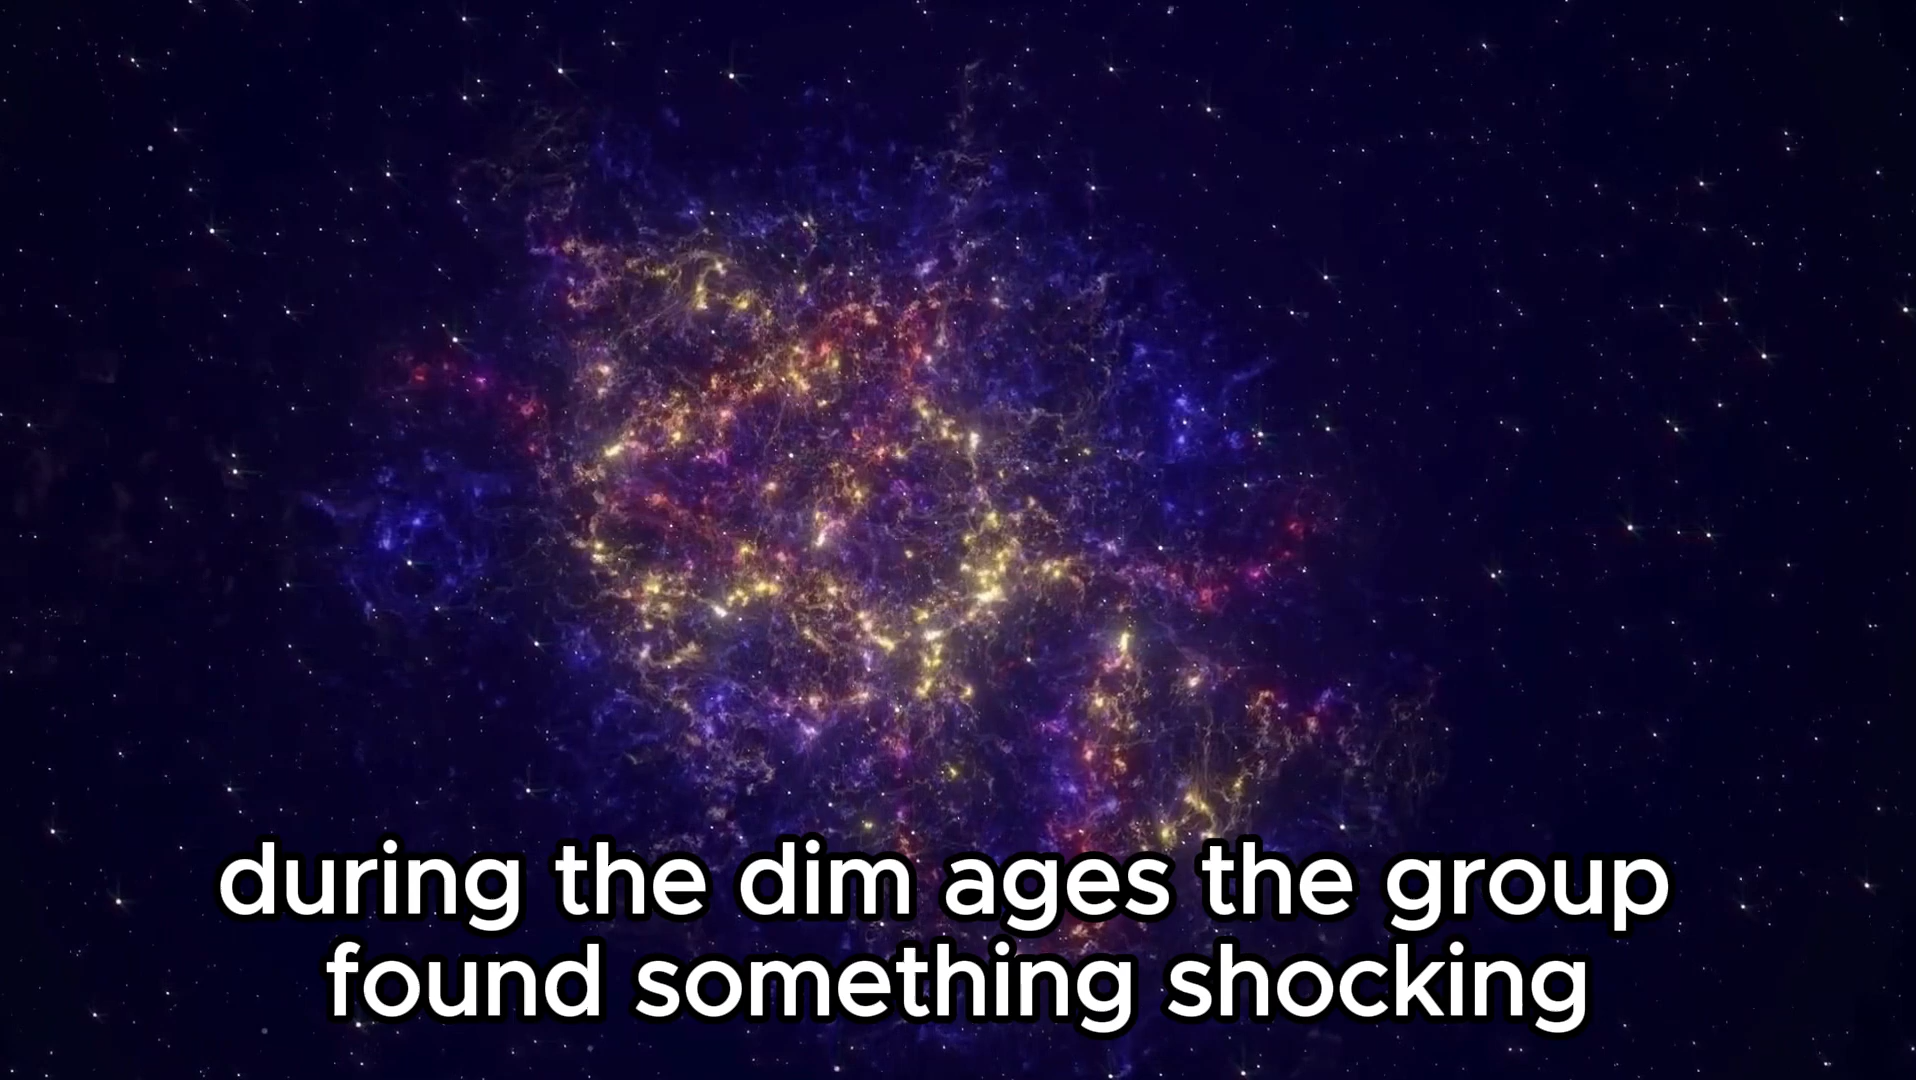 during the dim ages the group
found something shocking